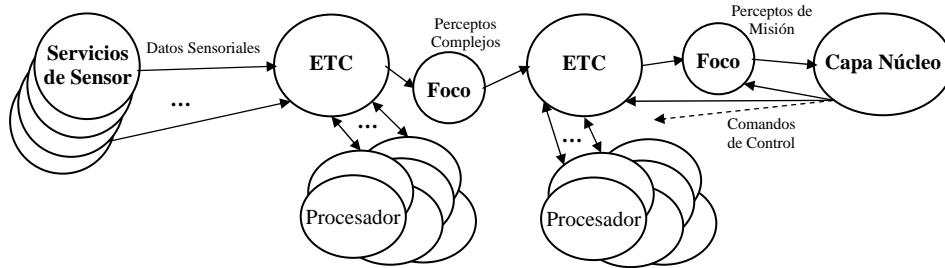 Servicios
de Sensor
Datos Sensoriales
...
ETC
...
Procesador
Perceptos
Complejos
Foco
ETC
...
Procesador
Perceptos de
Misión
Foco
Capa Núcleo
Comandos
de Control